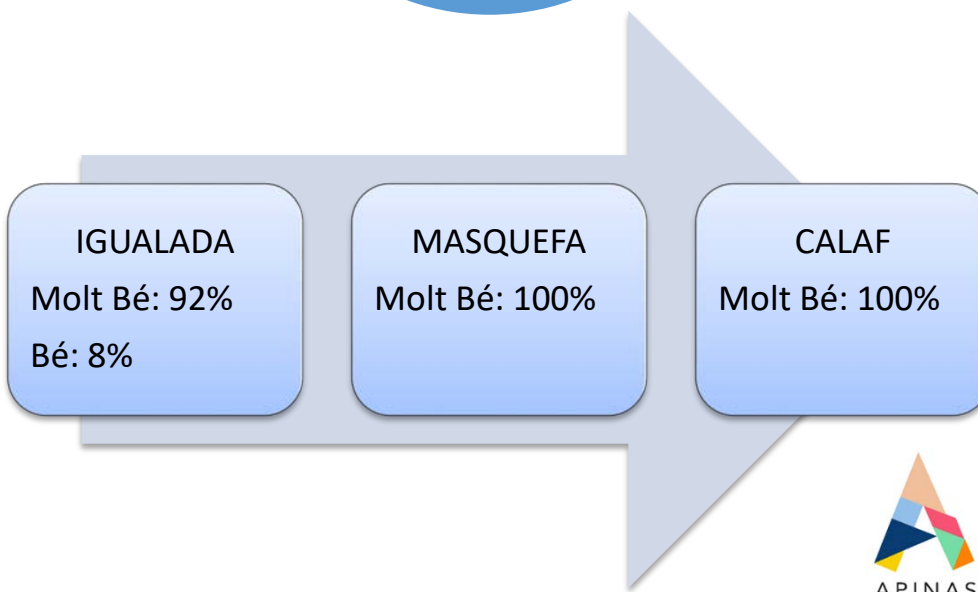 IGUALADA
Molt Bé: 92%
Bé: 8%
MASQUEFA
Molt Bé: 100%
CALAF
Molt Bé: 100%
APINAS